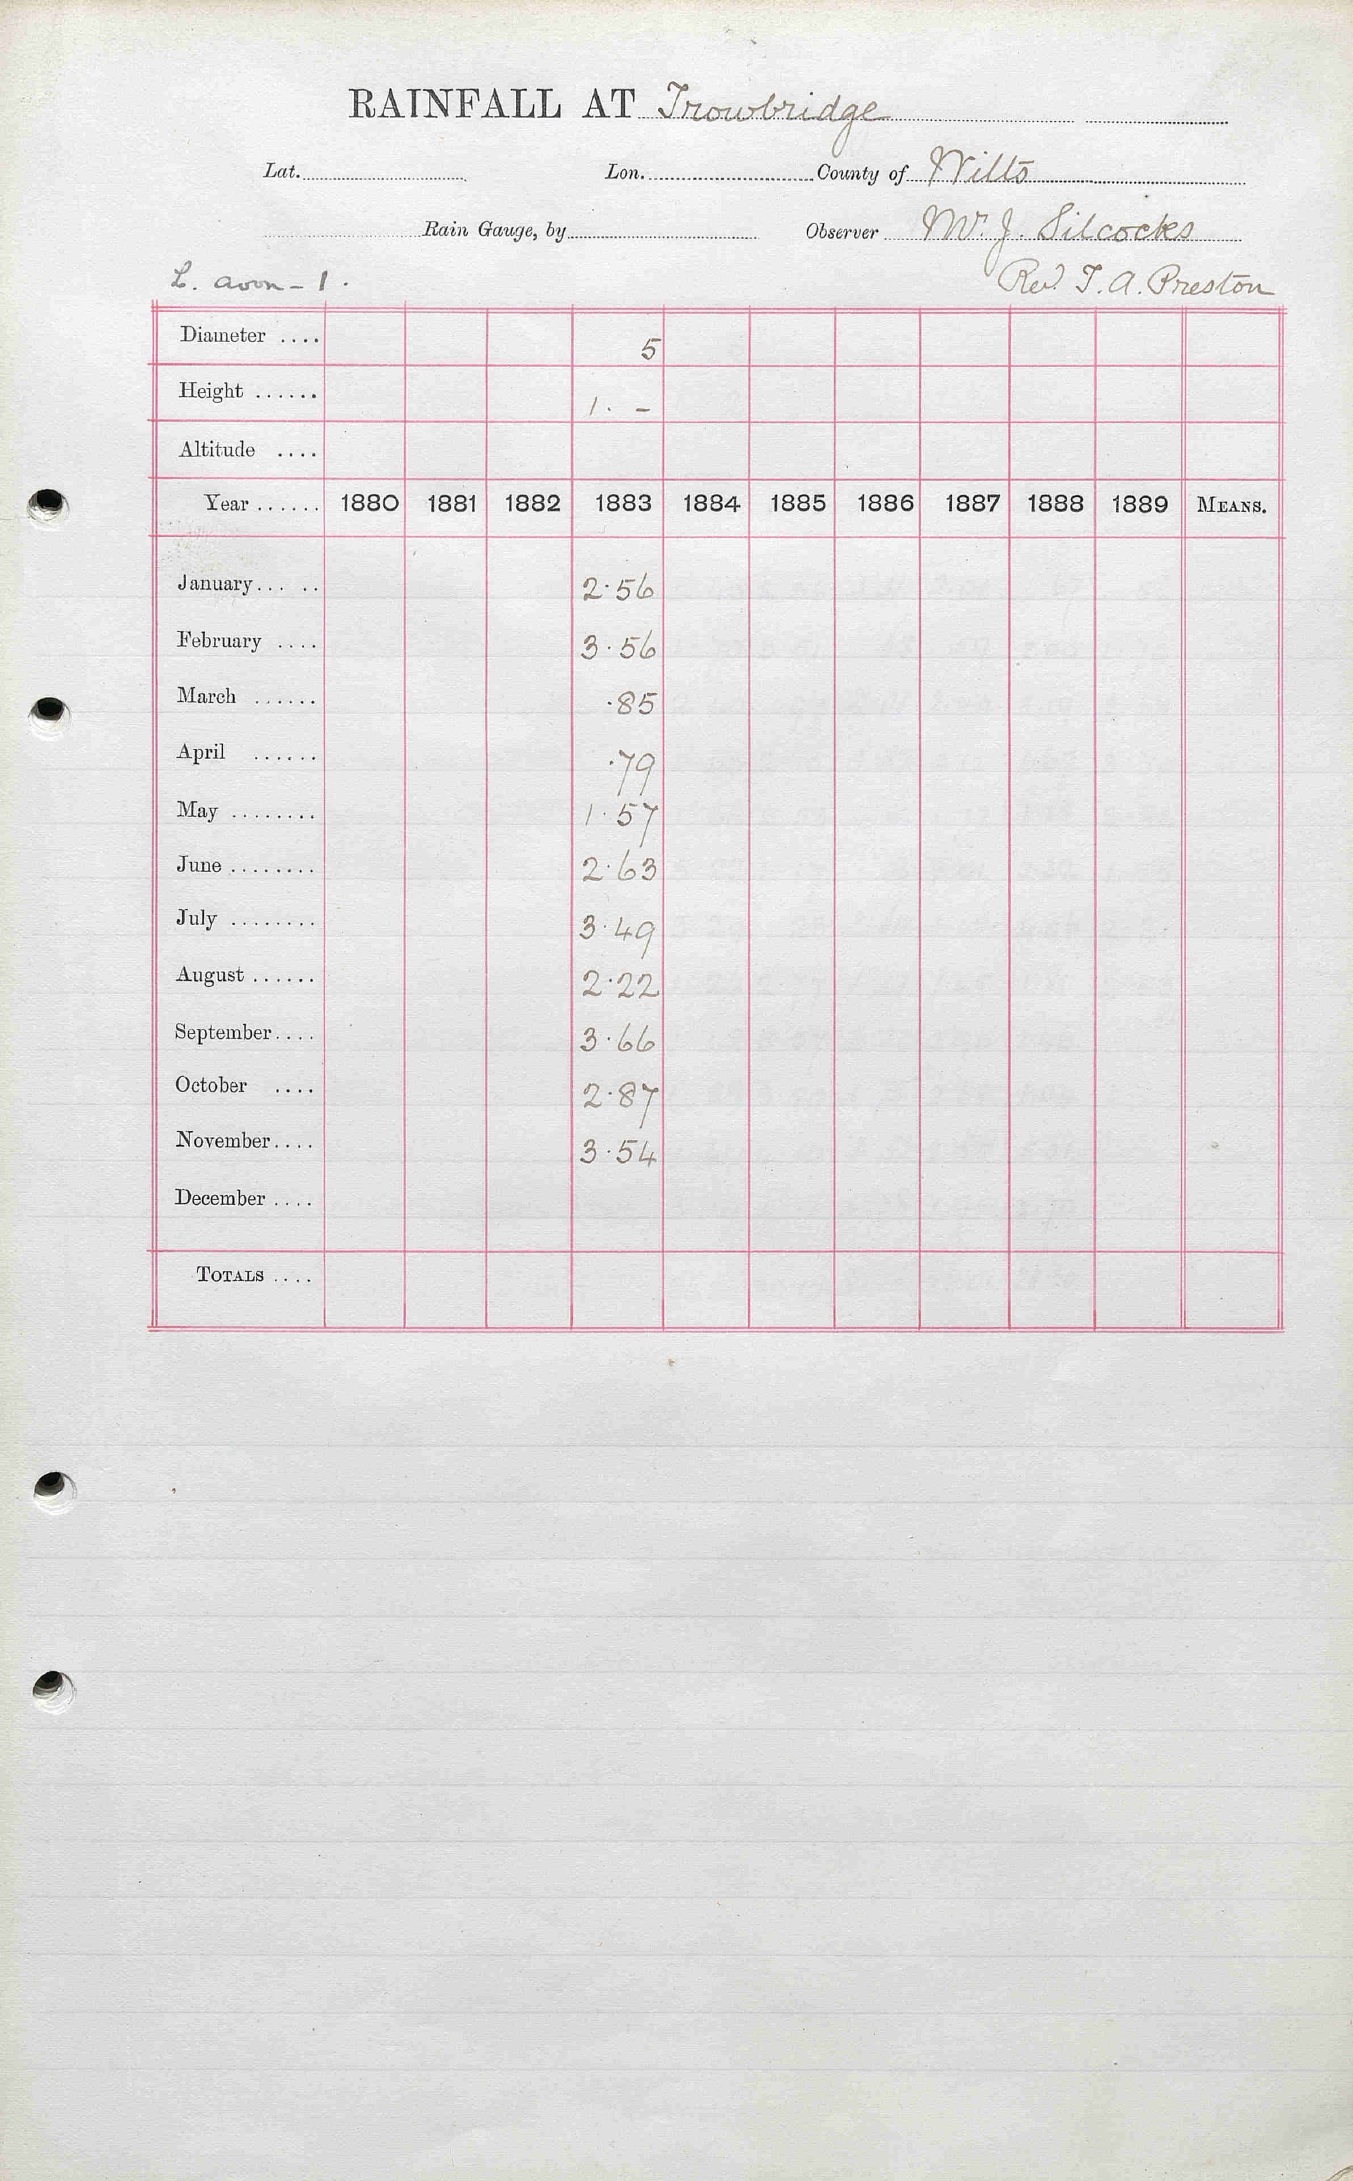 RAINFALL AT Trowbridge
Lat. Lon. County of Wilts
Rain Gauge, by Observer Mr. J. Silcocks
L. avon - 1. Revd. T. A. Preston
Diameter .... 5
Height ...... 1. -
Altitude ....
Year ...... 1880 1881 1882 1883 1884 1885 1886 1887 1888 1889 MEANS.
January... .. 2.56
February .... 3.56
March ...... .85
April ...... .79
May ........ 1.57
June ........ 2.63
July ........ 3.49
August ...... 2.22
September.... 3.66
October .... 2.87
November.... 3.54
December ....
TOTALS ....